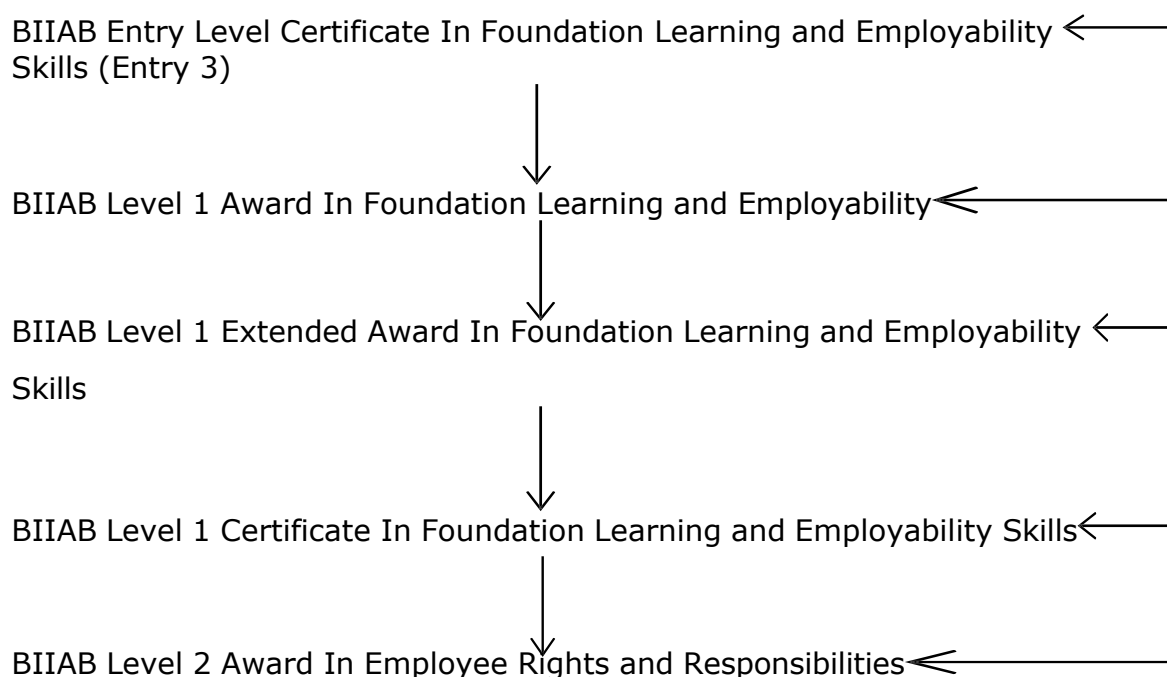 BIIAB Entry Level Certificate In Foundation Learning and Employability
Skills (Entry 3)
BIIAB Level 1 Award In Foundation Learning and Employability
BIIAB Level 1 Extended Award In Foundation Learning and Employability
Skills
BIIAB Level 1 Certificate In Foundation Learning and Employability Skills
BIIAB Level 2 Award In Employee Rights and Responsibilities